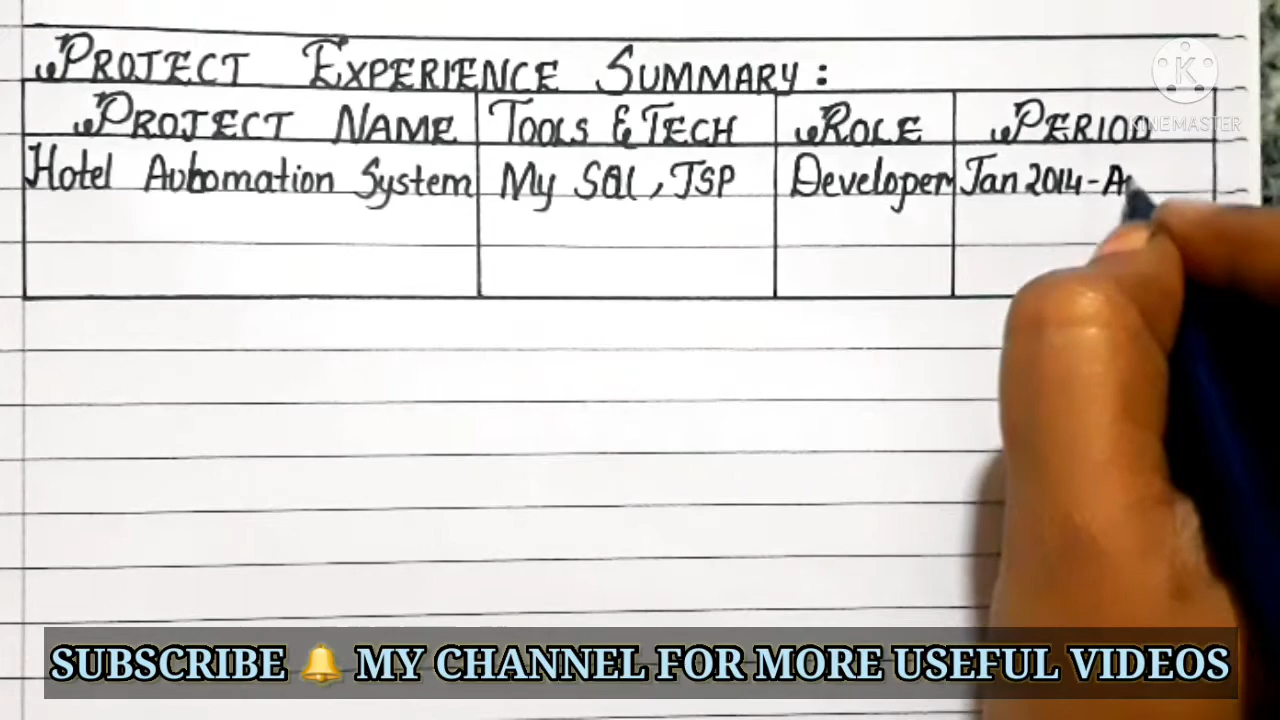 PROJECT EXPERIENCE SUMMARY :
PROJECT NAME TOOLS & TECH ROLE PERIOD
Hotel Automation System My SQL, JSP Developer Jan 2014-A
K
KINEMASTER
SUBSCRIBE 🔔 MY CHANNEL FOR MORE USEFUL VIDEOS